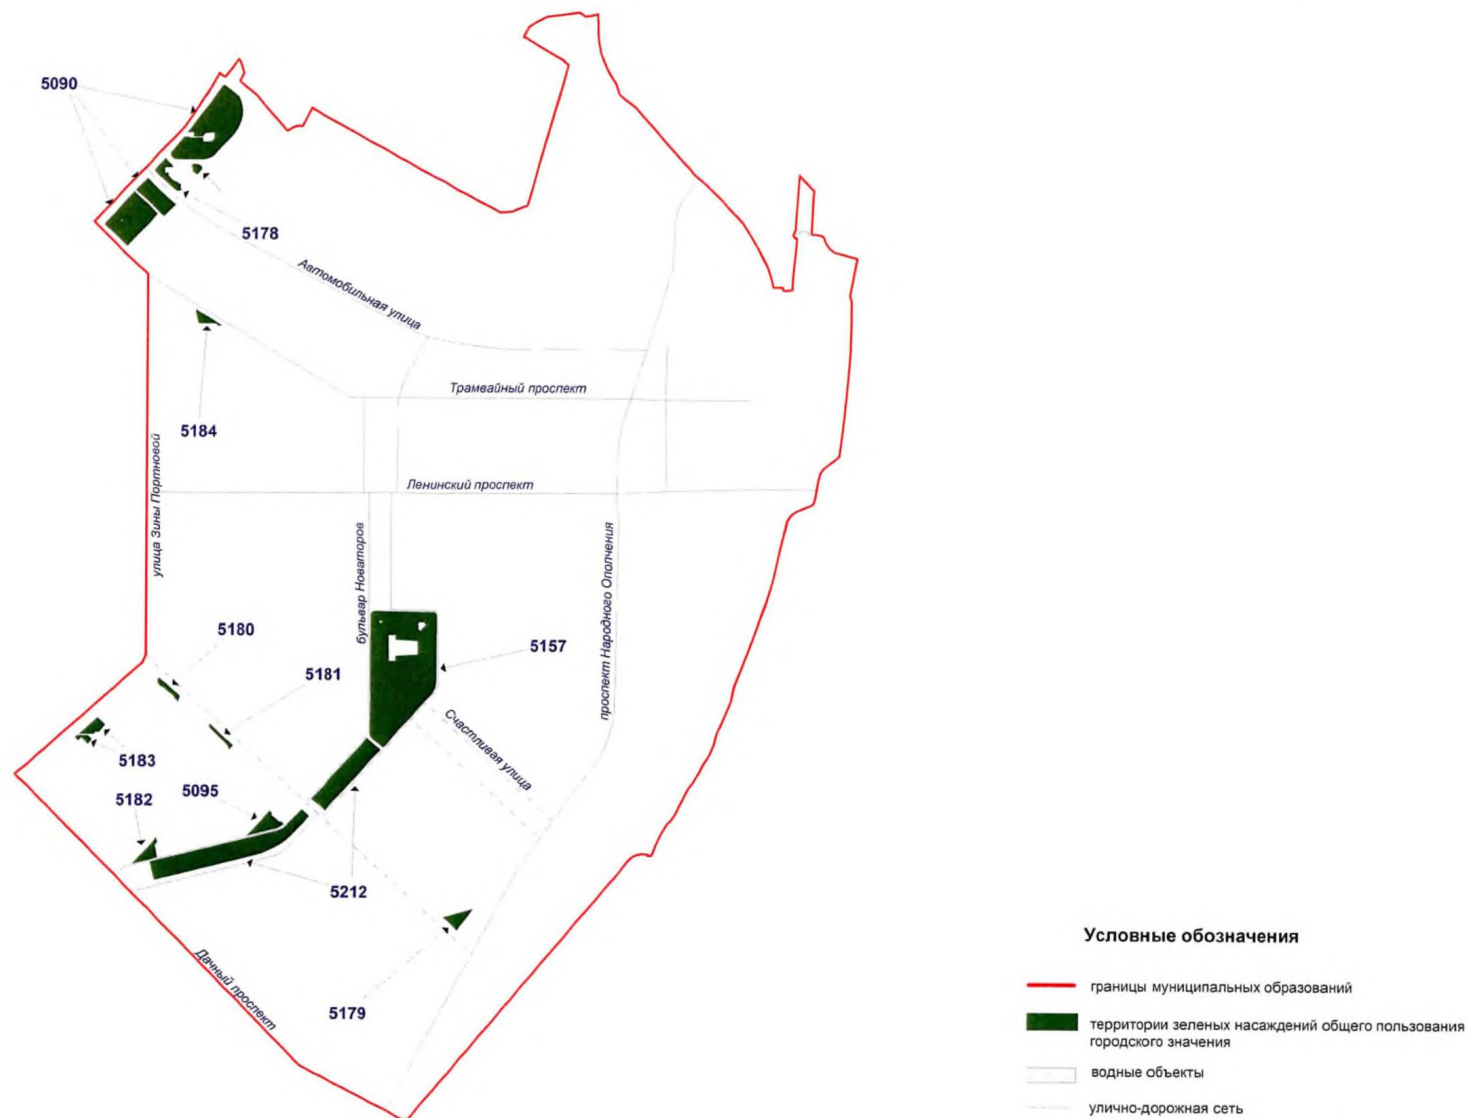 5090
5178
Автомобильная улица
Трамвайный проспект
5184
улица Зины Портновой
Ленинский проспект
бульвар Новаторов
проспект Народного Ополчения
5180
5157
5181
Счастливая улица
5183
5095
5182
5212
Дачный проспект
5179
Условные обозначения
границы муниципальных образований
территории зеленых насаждений общего пользования
городского значения
водные объекты
улично-дорожная сеть